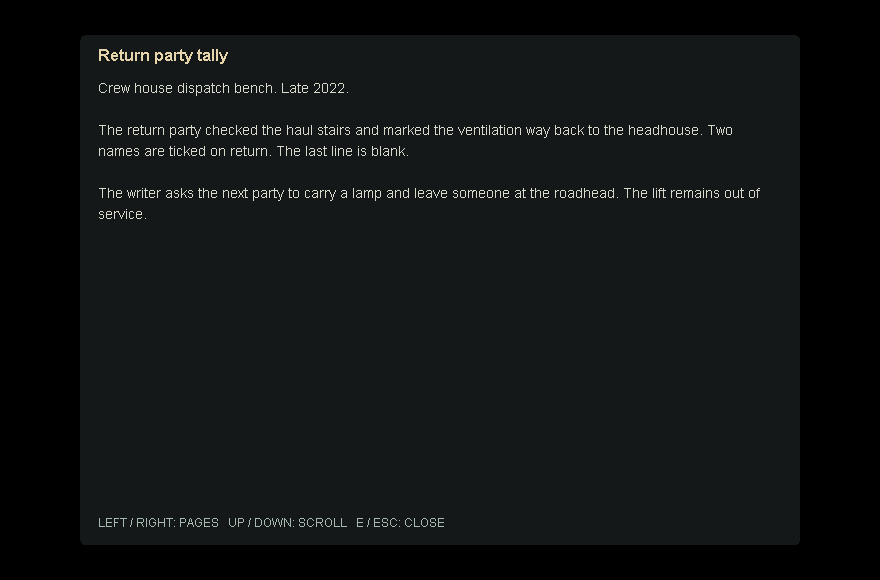 Return party tally
Crew house dispatch bench. Late 2022.
The return party checked the haul stairs and marked the ventilation way back to the headhouse. Two
names are ticked on return. The last line is blank.
The writer asks the next party to carry a lamp and leave someone at the roadhead. The lift remains out of
service.
LEFT / RIGHT: PAGES UP / DOWN: SCROLL E / ESC: CLOSE